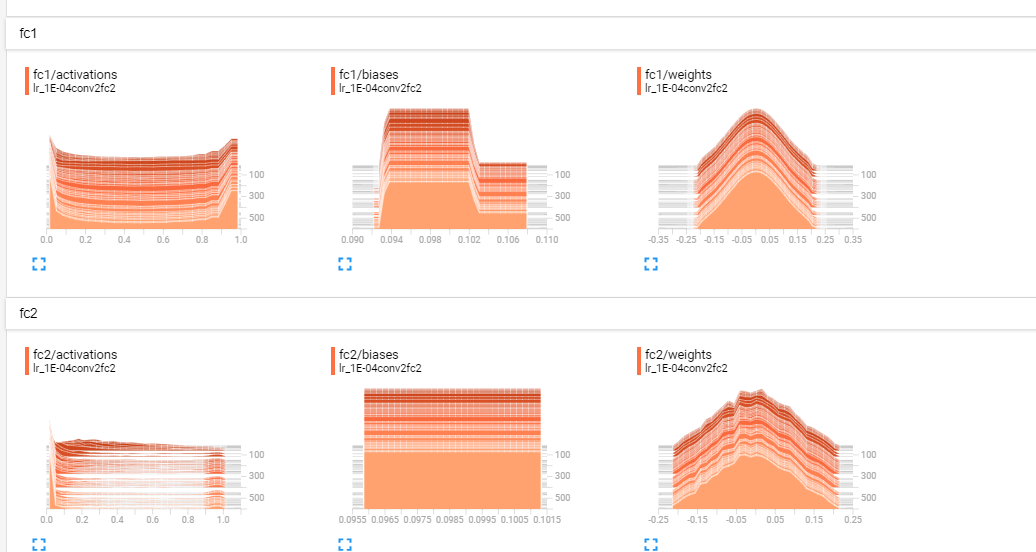 fc1
fc1/activations
lr_1E-04conv2fc2
100
300
500
0.0 0.2 0.4 0.6 0.8 1.0
fc1/biases
lr_1E-04conv2fc2
100
300
500
0.090 0.094 0.098 0.102 0.106 0.110
fc1/weights
lr_1E-04conv2fc2
100
300
500
-0.35 -0.25 -0.15 -0.05 0.05 0.15 0.25 0.35
fc2
fc2/activations
lr_1E-04conv2fc2
100
300
500
0.0 0.2 0.4 0.6 0.8 1.0
fc2/biases
lr_1E-04conv2fc2
100
300
500
0.0955 0.0965 0.0975 0.0985 0.0995 0.1005 0.1015
fc2/weights
lr_1E-04conv2fc2
100
300
500
-0.25 -0.15 -0.05 0.05 0.15 0.25